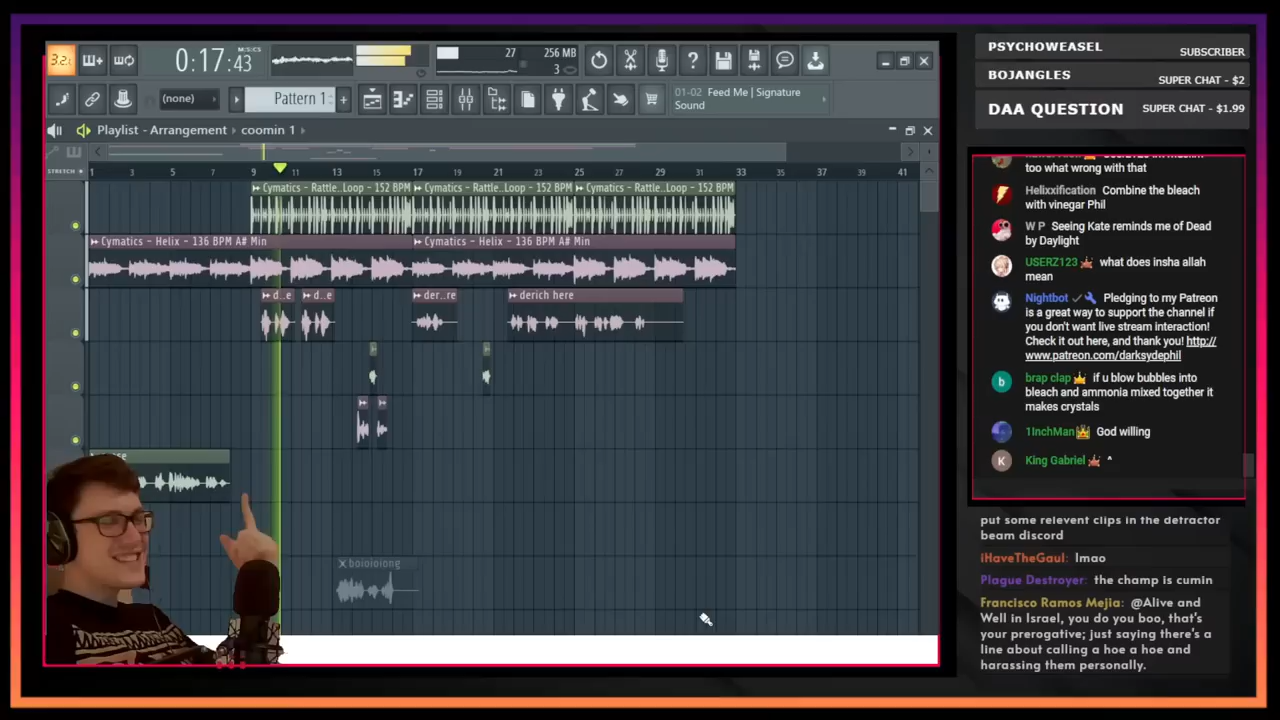 3.2c
0:17:43
M:S:CS
27
256 MB
3
(none)
Pattern 1
01-02 Feed Me | Signature
Sound
Playlist - Arrangement
coomin 1
STRETCH
1 3 5 7 9 11 13 15 17 19 21 23 25 27 29 31 33 35 37 39 41
Cymatics - Rattle..Loop - 152 BPM
Cymatics - Rattle..Loop - 152 BPM
Cymatics - Rattle..Loop - 152 BPM
Cymatics - Helix - 136 BPM A# Min
Cymatics - Helix - 136 BPM A# Min
d..e
d..e
der..re
derich here
boioioiong
PSYCHOWEASEL
SUBSCRIBER
BOJANGLES
SUPER CHAT - $2
DAA QUESTION
SUPER CHAT - $1.99
too what wrong with that
Helixxification Combine the bleach
with vinegar Phil
W P Seeing Kate reminds me of Dead
by Daylight
USERZ123 what does insha allah
mean
Nightbot Pledging to my Patreon
is a great way to support the channel if
you don't want live stream interaction!
Check it out here, and thank you! http://
www.patreon.com/darksydephil
b
brap clap if u blow bubbles into
bleach and ammonia mixed together it
makes crystals
1InchMan God willing
K
King Gabriel ^
put some relevent clips in the detractor
beam discord
iHaveTheGaul: lmao
Plague Destroyer: the champ is cumin
Francisco Ramos Mejia: @Alive and
Well in Israel, you do you boo, that's
your prerogative; just saying there's a
line about calling a hoe a hoe and
harassing them personally.